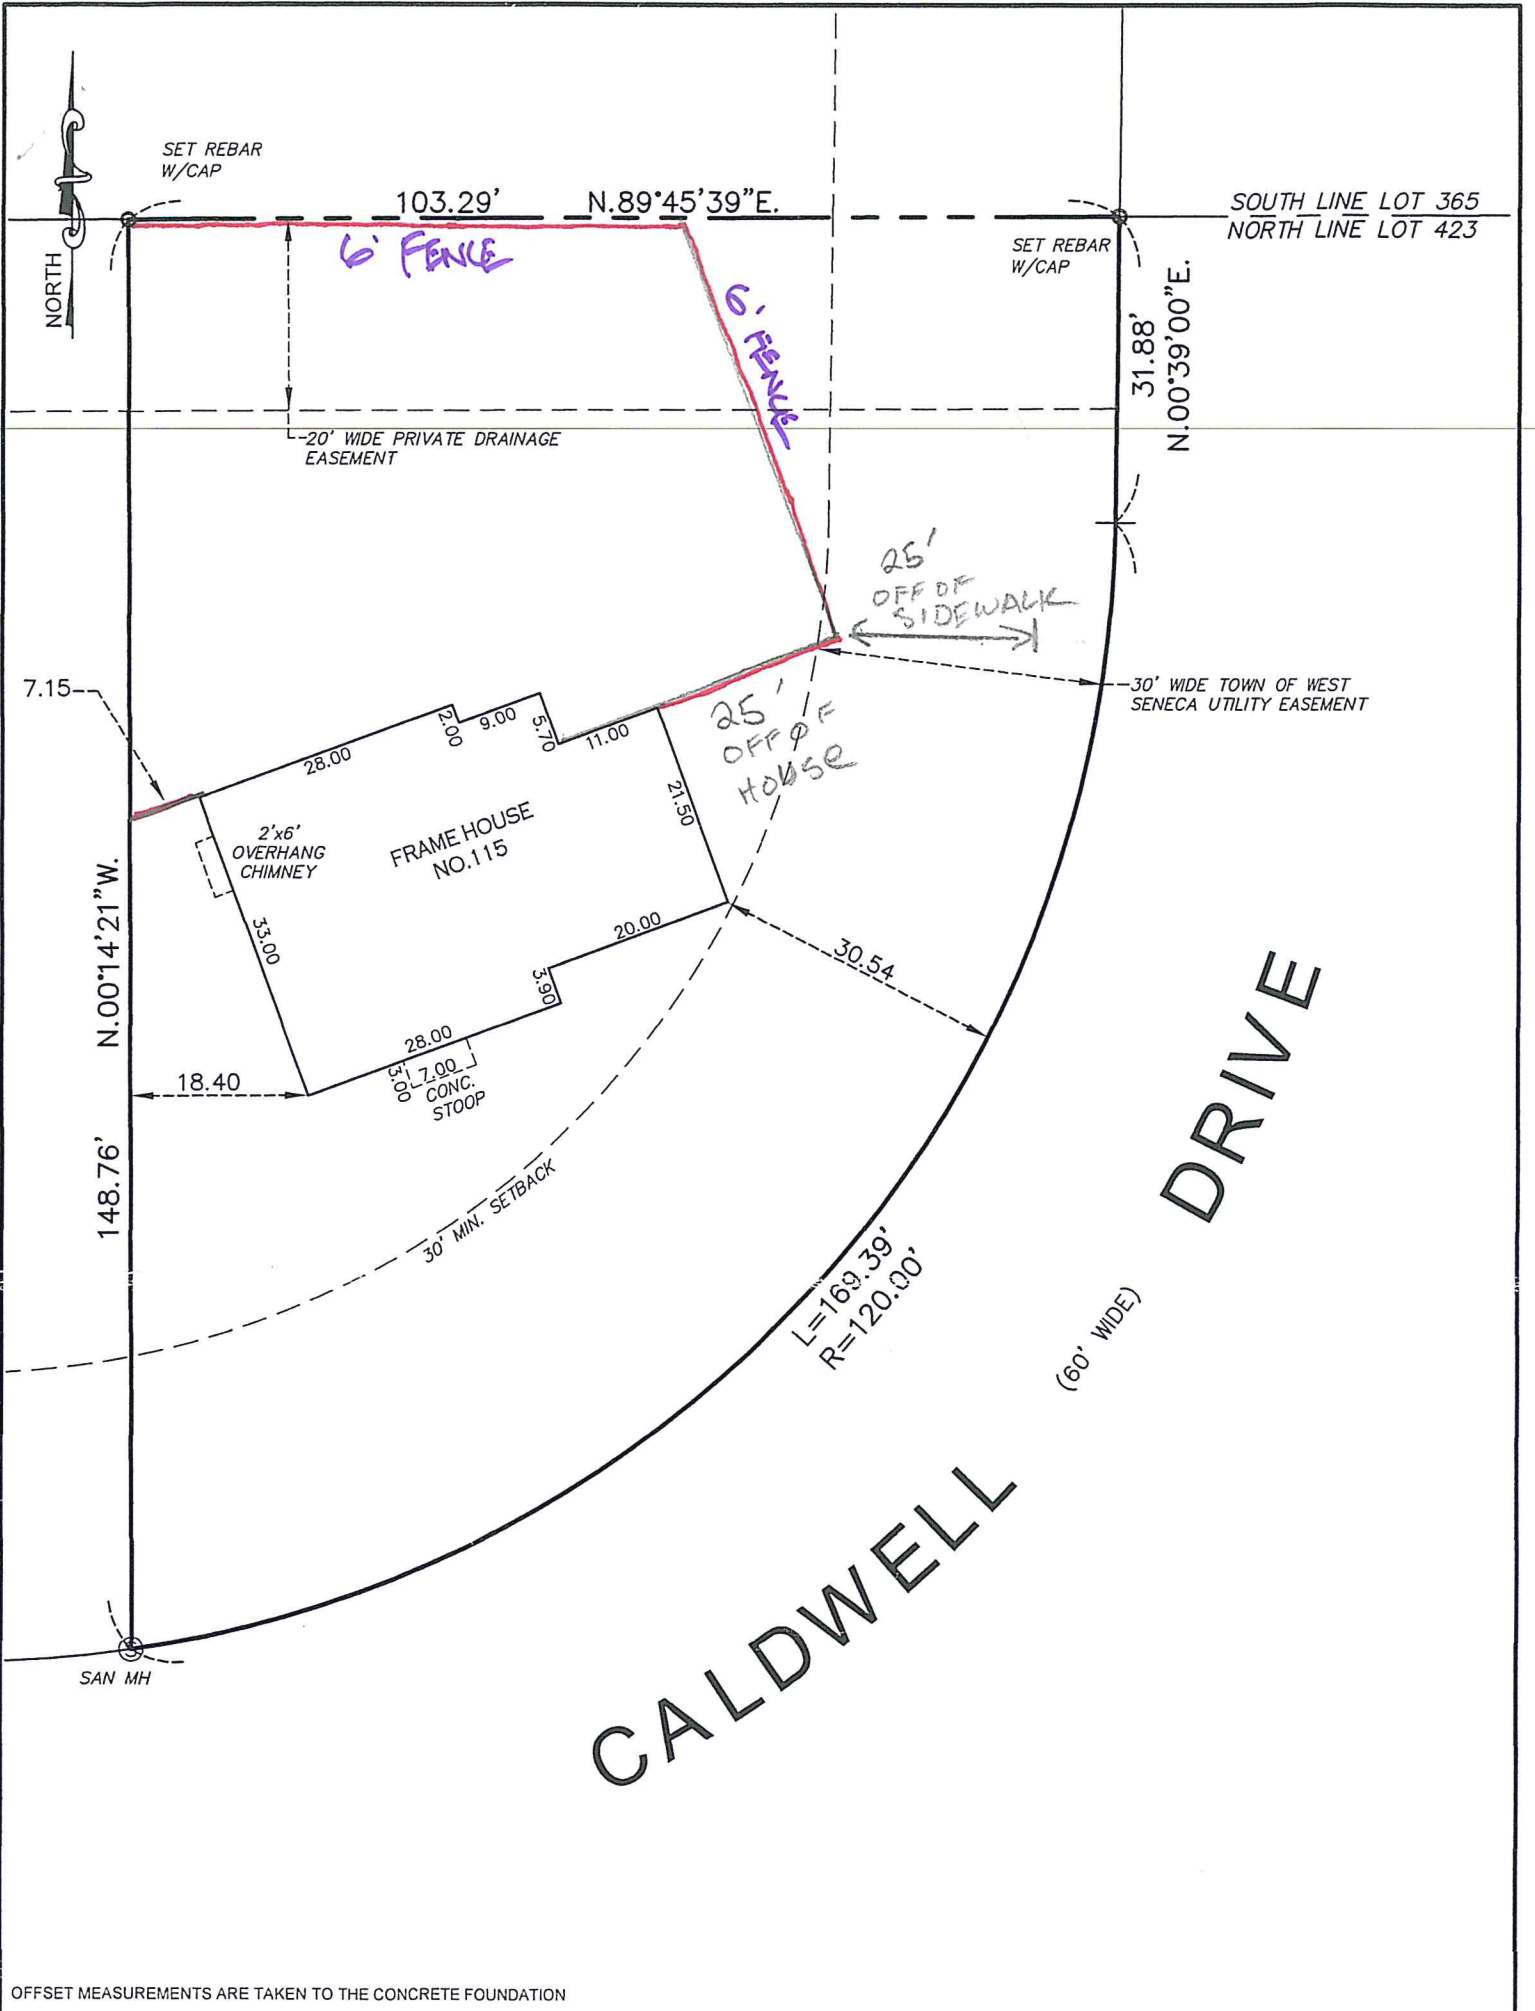 SET REBAR
W/CAP
103.29' N.89°45'39"E.
SOUTH LINE LOT 365
NORTH LINE LOT 423
6' FENCE
SET REBAR
W/CAP
NORTH
6' FENCE
31.88'
N.00°39'00"E.
20' WIDE PRIVATE DRAINAGE
EASEMENT
25'
OFF OF
SIDEWALK
7.15
30' WIDE TOWN OF WEST
SENECA UTILITY EASEMENT
2.00
9.00
5.70
11.00
28.00
25'
OFF OF
HOUSE
21.50
2'x6'
OVERHANG
CHIMNEY
FRAME HOUSE
NO.115
N.00°14'21"W.
33.00
20.00
3.90
30.54
28.00
18.40
3.00
7.00
CONC.
STOOP
148.76'
30' MIN. SETBACK
L=169.39'
R=120.00'
CALDWELL DRIVE
(60' WIDE)
S
SAN MH
OFFSET MEASUREMENTS ARE TAKEN TO THE CONCRETE FOUNDATION